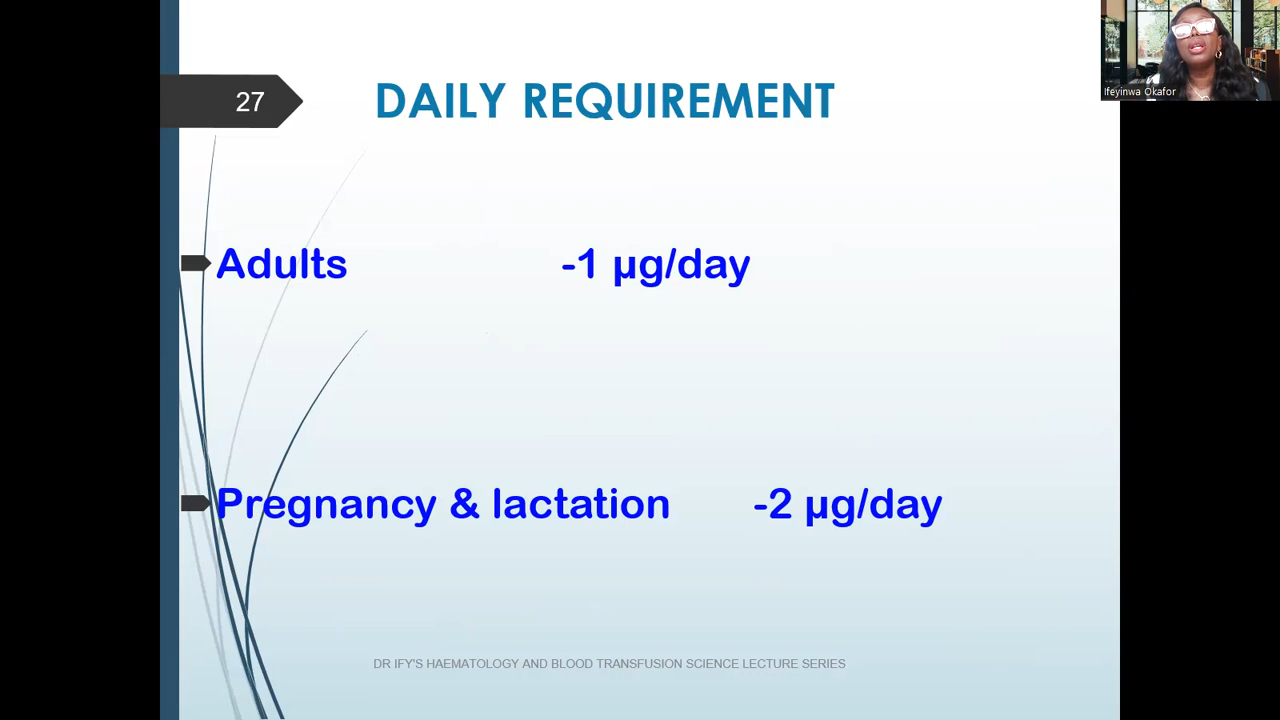 27
DAILY REQUIREMENT
Ifeyinwa Okafor
Adults -1 µg/day
Pregnancy & lactation -2 µg/day
DR IFY'S HAEMATOLOGY AND BLOOD TRANSFUSION SCIENCE LECTURE SERIES